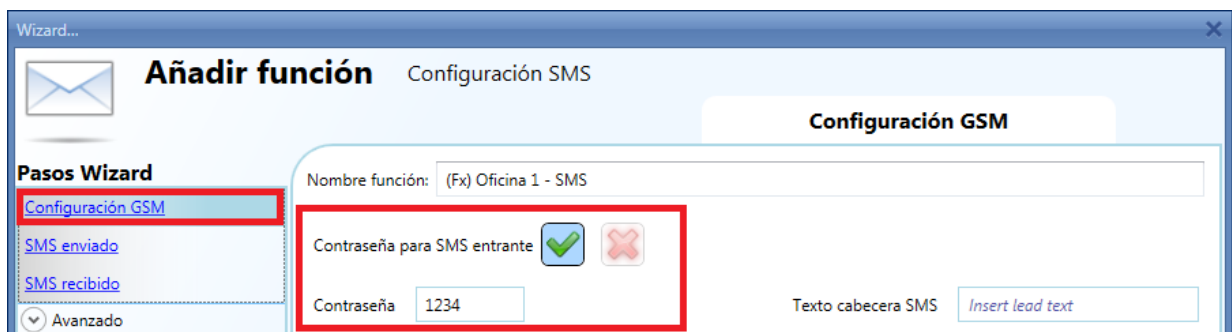 Wizard...
Añadir función Configuración SMS
Configuración GSM
Pasos Wizard
Configuración GSM
SMS enviado
SMS recibido
Avanzado
Nombre función: (Fx) Oficina 1 - SMS
Contraseña para SMS entrante
Contraseña 1234 Texto cabecera SMS Insert lead text